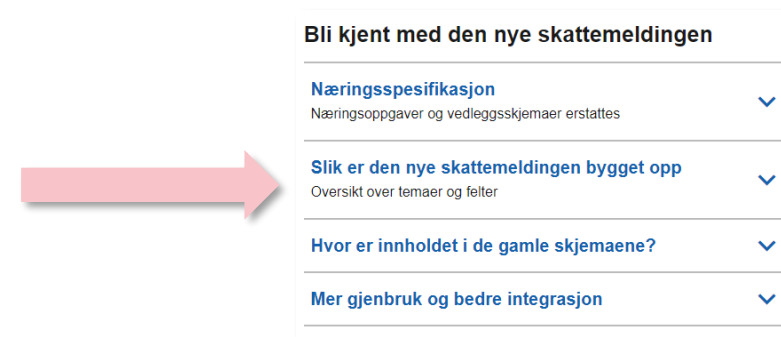 Bli kjent med den nye skattemeldingen
Næringsspesifikasjon
Næringsoppgaver og vedleggsskjemaer erstattes
Slik er den nye skattemeldingen bygget opp
Oversikt over temaer og felter
Hvor er innholdet i de gamle skjemaene?
Mer gjenbruk og bedre integrasjon